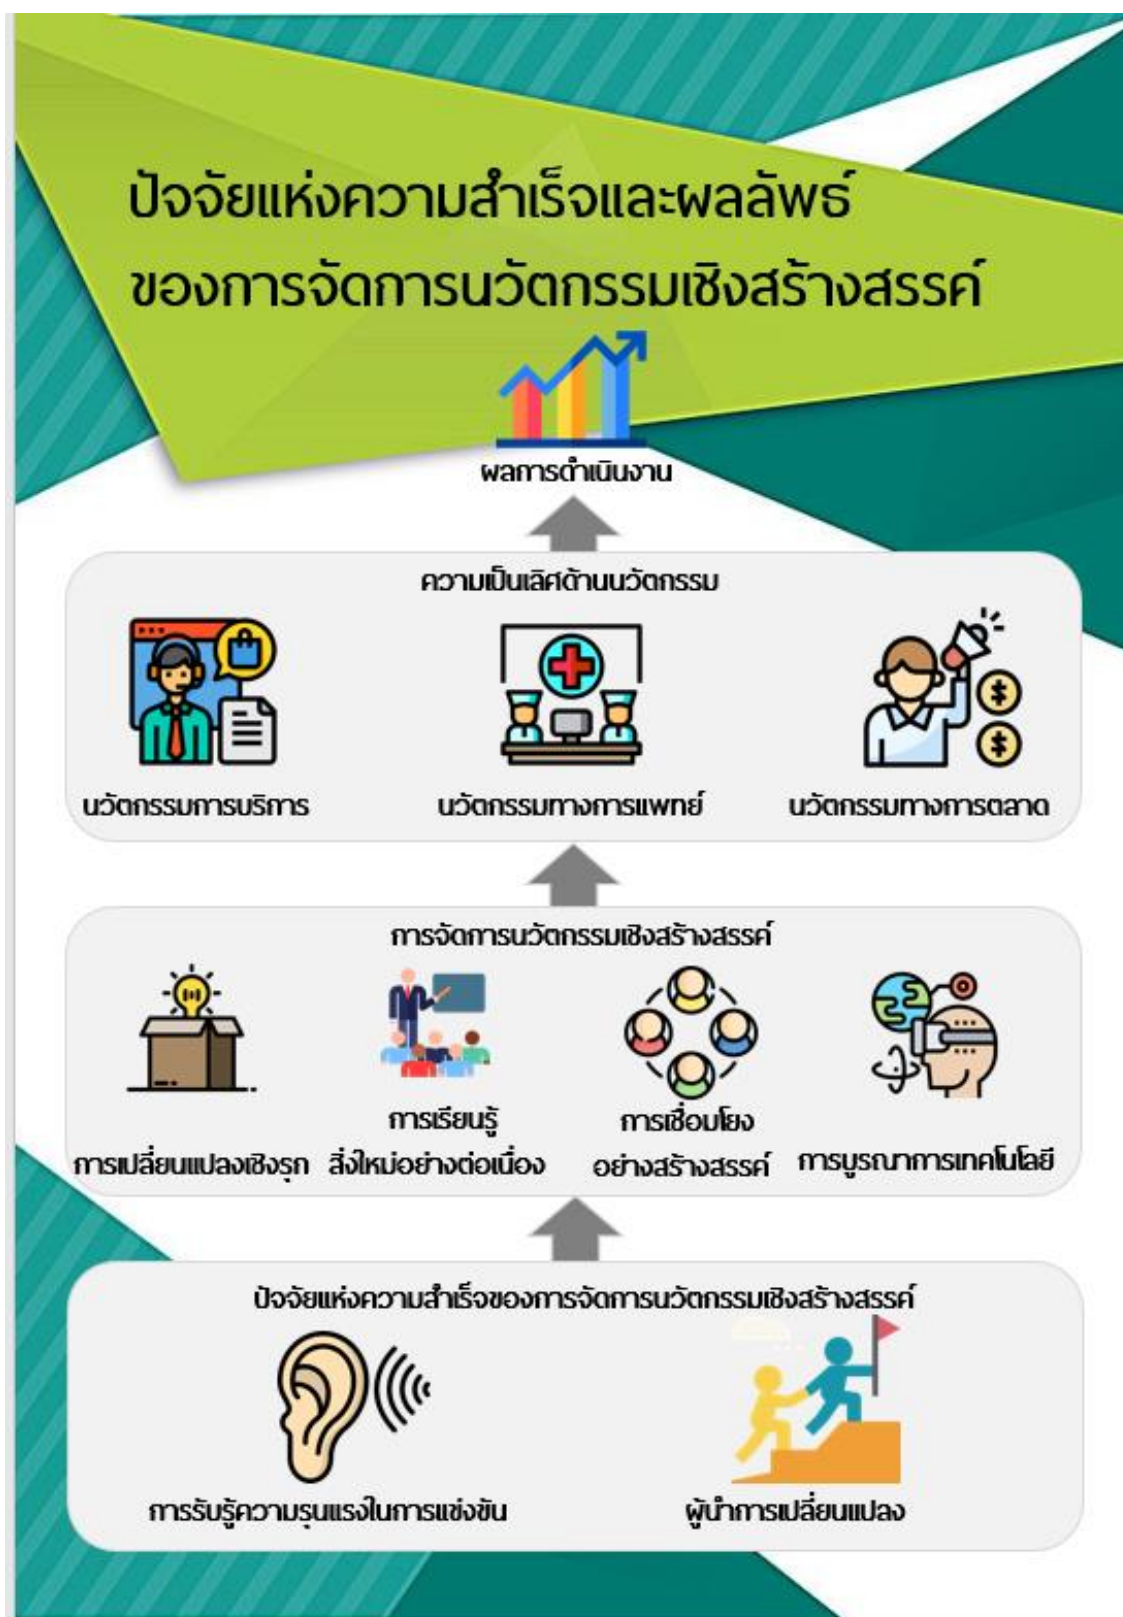 ปัจจัยแห่งความสำเร็จและผลลัพธ์
ของการจัดการนวัตกรรมเชิงสร้างสรรค์
ผลการดำเนินงาน
ความเป็นเลิศด้านนวัตกรรม
นวัตกรรมการบริการ
นวัตกรรมทางการแพทย์
นวัตกรรมทางการตลาด
การจัดการนวัตกรรมเชิงสร้างสรรค์
การเปลี่ยนแปลงเชิงรุก
การเรียนรู้
สิ่งใหม่อย่างต่อเนื่อง
การเชื่อมโยง
อย่างสร้างสรรค์
การบูรณาการเทคโนโลยี
ปัจจัยแห่งความสำเร็จของการจัดการนวัตกรรมเชิงสร้างสรรค์
การรับรู้ความรุนแรงในการแข่งขัน
ผู้นำการเปลี่ยนแปลง